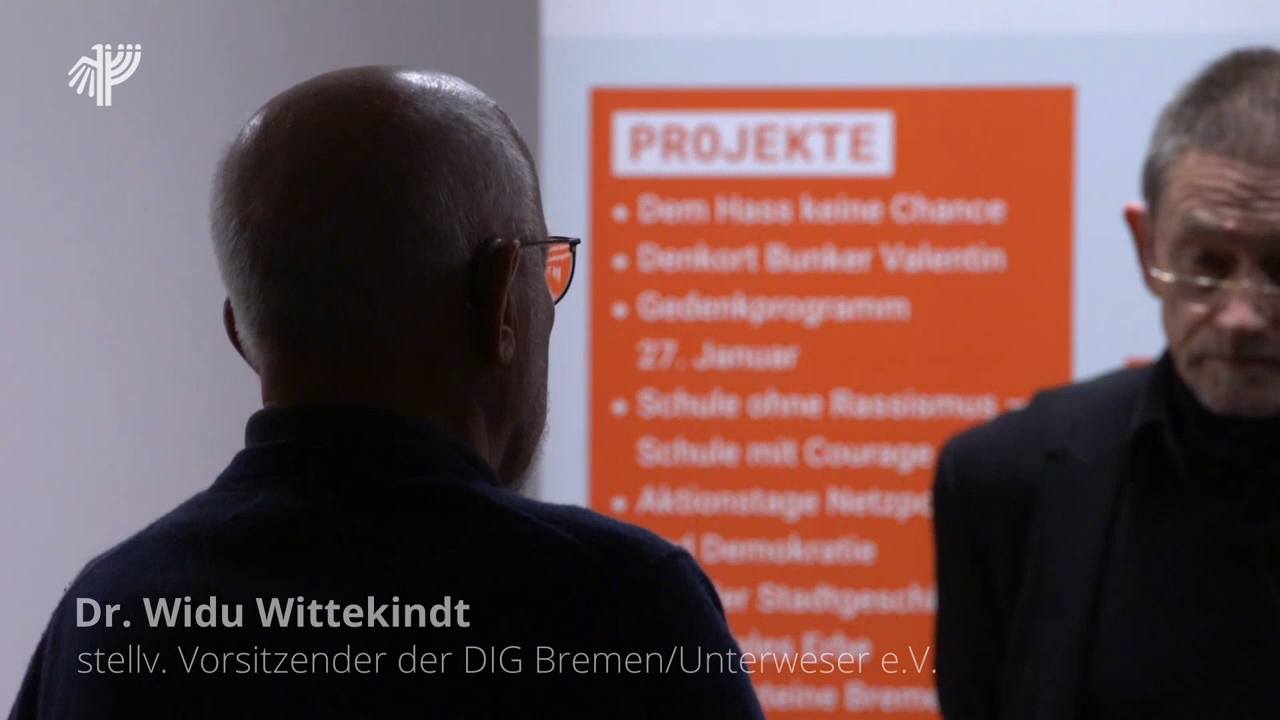 PROJEKTE
• Dem Hass keine Chance
• Denkort Bunker Valentin
• Gedenkprogramm
27. Januar
• Schule ohne Rassismus –
Schule mit Courage
• Aktionstage
Demokratie
Dr. Widu Wittekindt
stellv. Vorsitzender der DIG Bremen/Unterweser e.V.